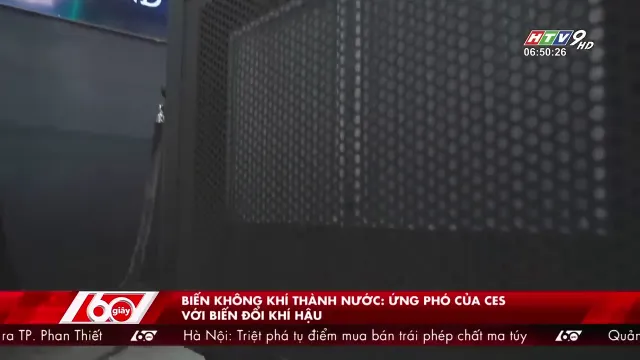 HTV9 HD
06:50:26
60 giây
BIẾN KHÔNG KHÍ THÀNH NƯỚC: ỨNG PHÓ CỦA CES
VỚI BIẾN ĐỔI KHÍ HẬU
ra TP. Phan Thiết 60 Hà Nội: Triệt phá tụ điểm mua bán trái phép chất ma túy 60 Quản